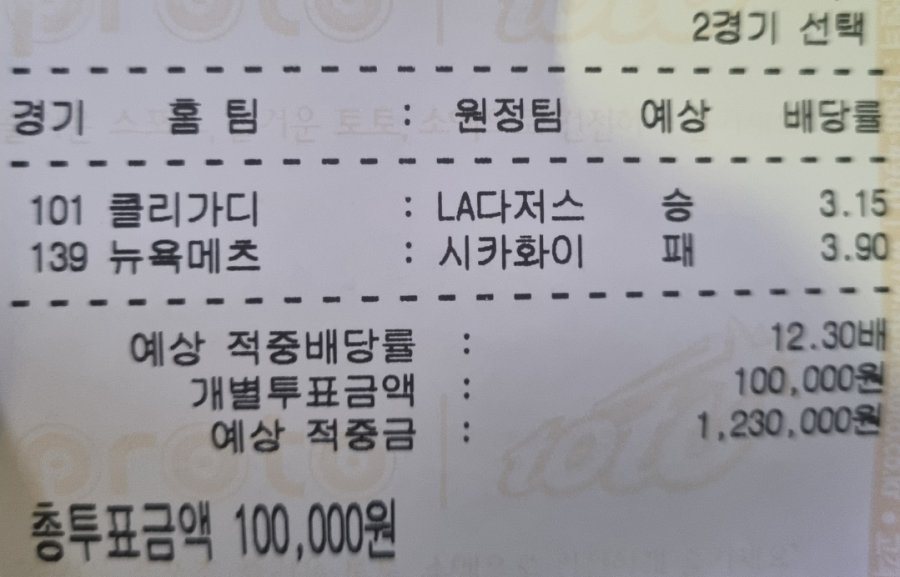 2경기 선택
경기 홈 팀 : 원정팀 예상 배당률
101 클리가디 : LA다저스 승 3.15
139 뉴욕메츠 : 시카화이 패 3.90
예상 적중배당률 : 12.30배
개별투표금액 : 100,000원
예상 적중금 : 1,230,000원
총투표금액 100,000원